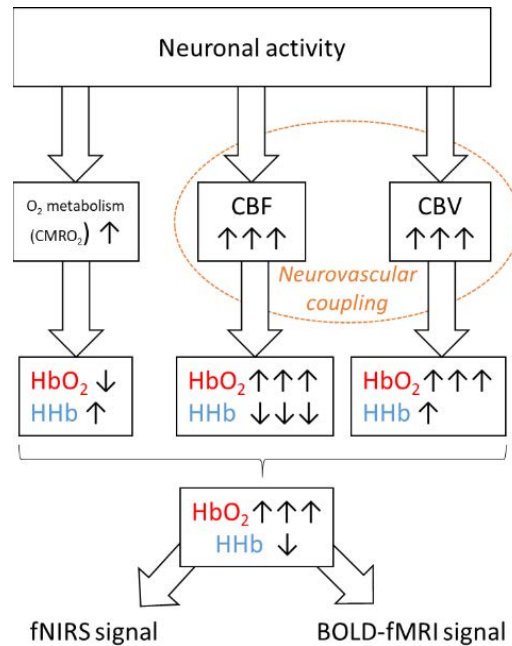 Neuronal activity
O₂ metabolism
(CMRO₂) ↑
CBF
↑↑↑
CBV
↑↑↑
Neurovascular
coupling
HbO₂ ↓
HHb ↑
HbO₂ ↑↑↑
HHb ↓↓↓
HbO₂ ↑↑↑
HHb ↑
HbO₂ ↑↑↑
HHb ↓
fNIRS signal
BOLD-fMRI signal